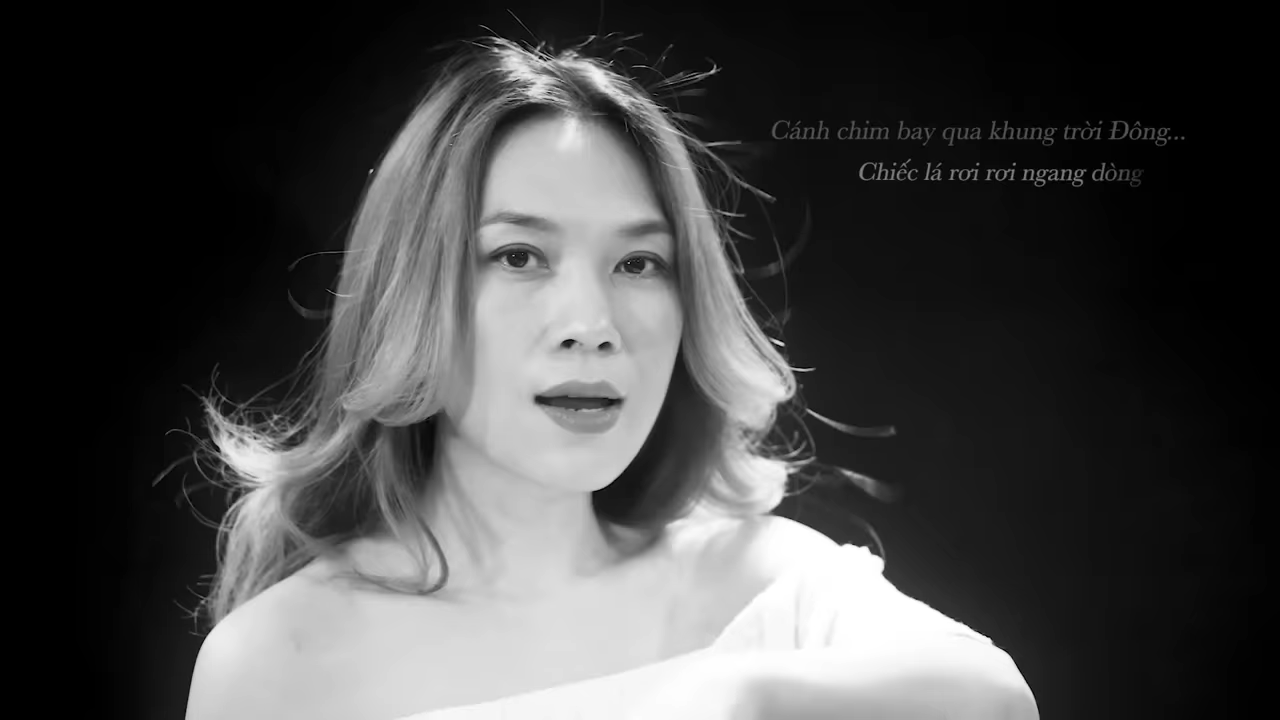 Cánh chim bay qua khung trời Đông...
Chiếc lá rơi rơi ngang dòng